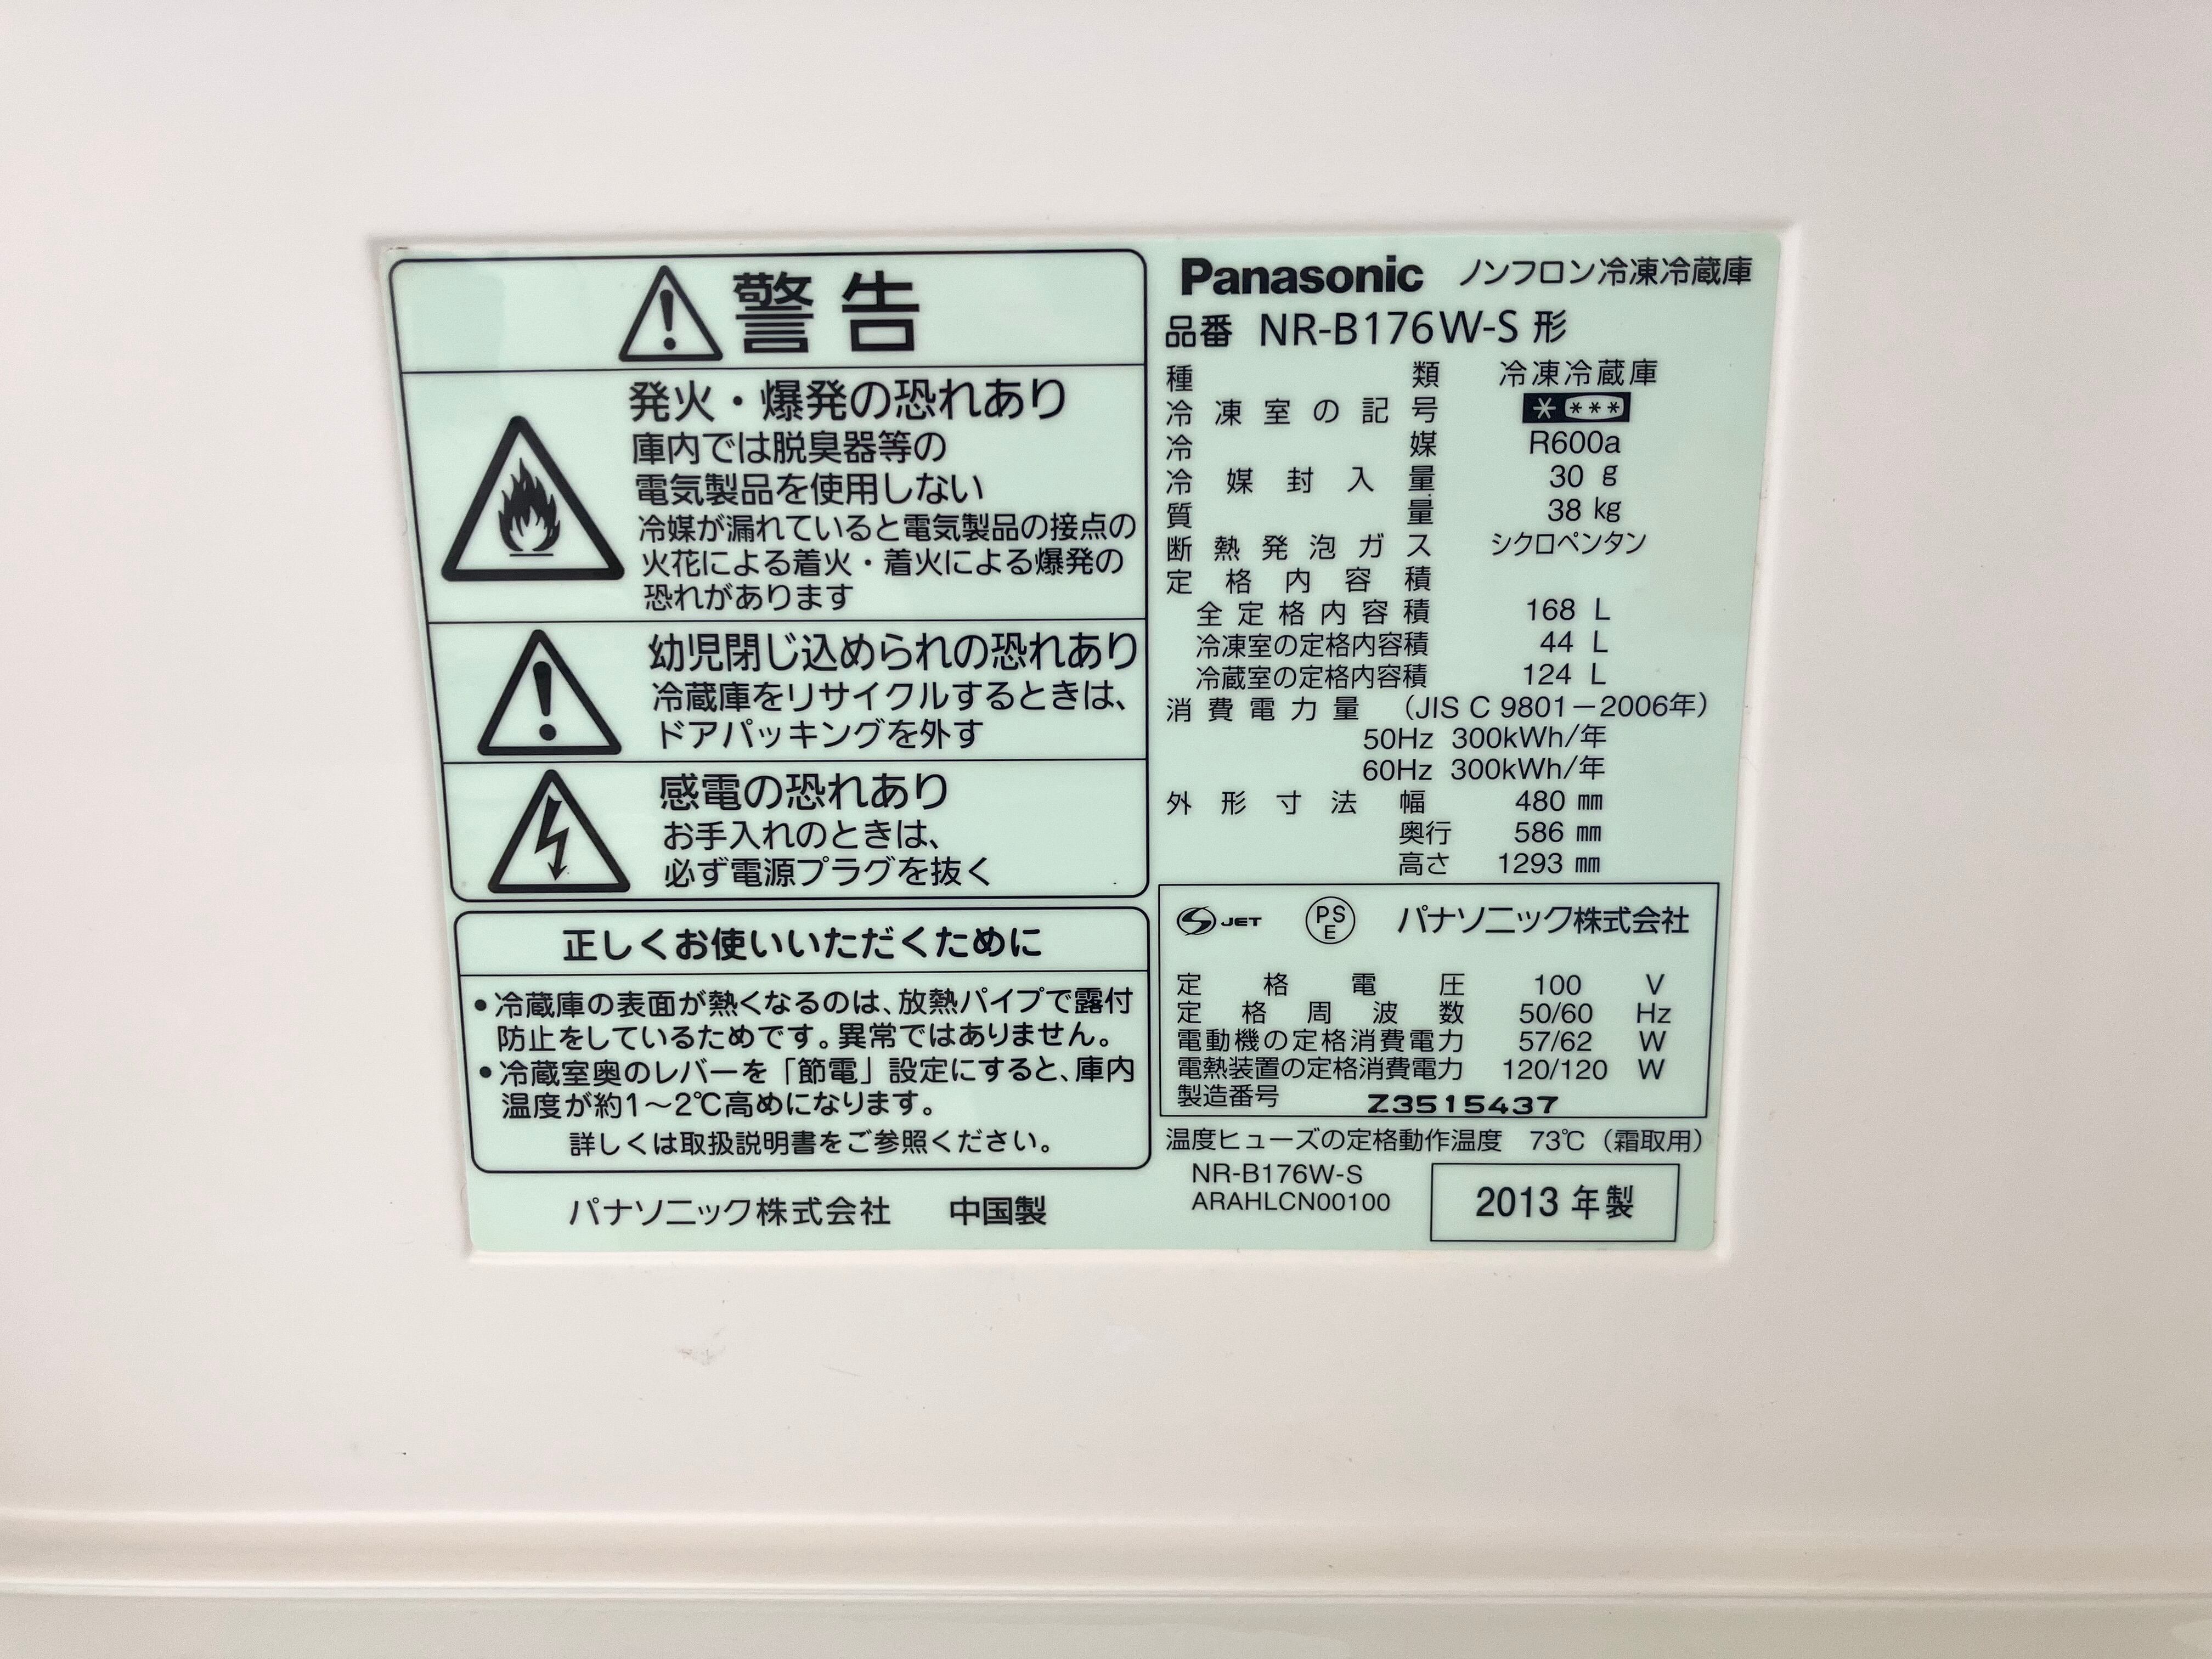 警告
発火・爆発の恐れあり
庫内では脱臭器等の
電気製品を使用しない
冷媒が漏れていると電気製品の接点の
火花による着火・着火による爆発の
恐れがあります
幼児閉じ込められの恐れあり
冷蔵庫をリサイクルするときは、
ドアパッキングを外す
感電の恐れあり
お手入れのときは、
必ず電源プラグを抜く
正しくお使いいただくために
•冷蔵庫の表面が熱くなるのは、放熱パイプで露付
防止をしているためです。異常ではありません。
•冷蔵室奥のレバーを「節電」設定にすると、庫内
温度が約1〜2℃高めになります。
詳しくは取扱説明書をご参照ください。
パナソニック株式会社 中国製
Panasonic ノンフロン冷凍冷蔵庫
品番 NR-B176W-S 形
種類 冷凍冷蔵庫
冷凍室の記号 * ***
冷媒 R600a
冷媒封入量 30 g
質量 38 kg
断熱発泡ガス シクロペンタン
定格内容積
全定格内容積 168 L
冷凍室の定格内容積 44 L
冷蔵室の定格内容積 124 L
消費電力量 (JIS C 9801-2006年)
50Hz 300kWh/年
60Hz 300kWh/年
外形寸法 幅 480 ㎜
奥行 586 ㎜
高さ 1293 ㎜
S JET PS E パナソニック株式会社
定格電圧 100 V
定格周波数 50/60 Hz
電動機の定格消費電力 57/62 W
電熱装置の定格消費電力 120/120 W
製造番号 Z3515437
温度ヒューズの定格動作温度 73℃(霜取用)
NR-B176W-S
ARAHLCN00100
2013 年製